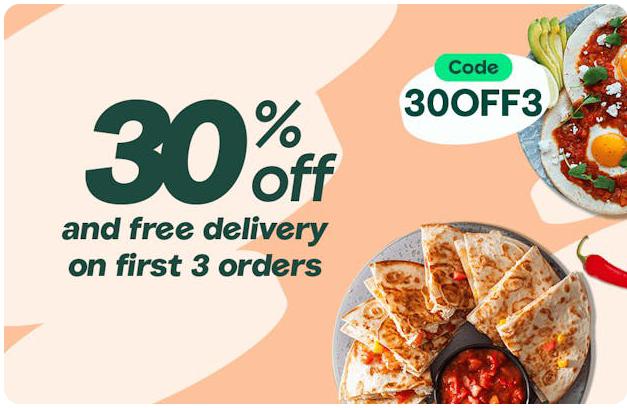 30% off
and free delivery
on first 3 orders
Code
30OFF3